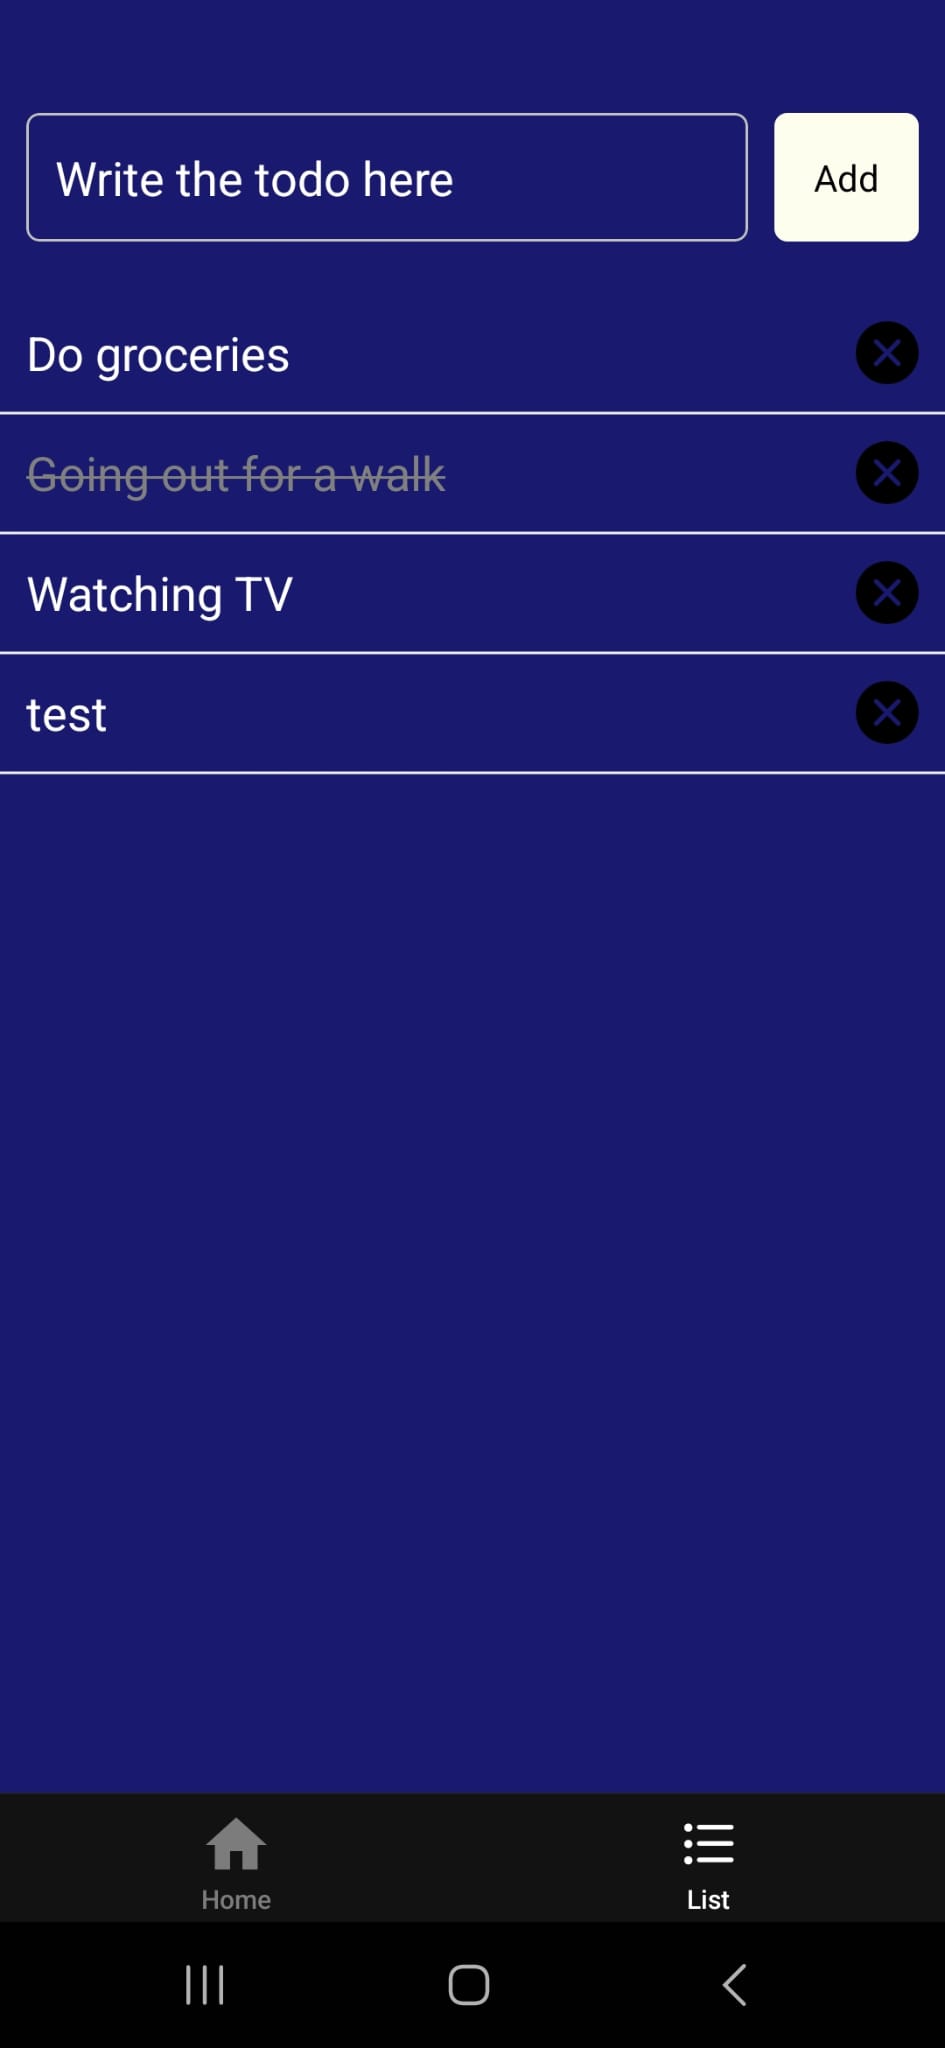 Write the todo here
Add
Do groceries
Going out for a walk
Watching TV
test
Home
List